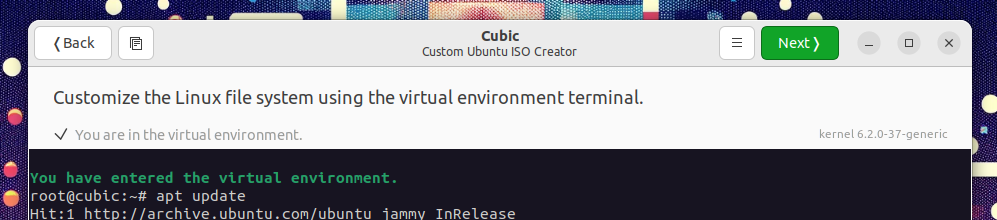 ❬Back
Cubic
Custom Ubuntu ISO Creator
Next❭
Customize the Linux file system using the virtual environment terminal.
You are in the virtual environment.
kernel 6.2.0-37-generic
You have entered the virtual environment.
root@cubic:~# apt update
Hit:1 http://archive.ubuntu.com/ubuntu jammy InRelease